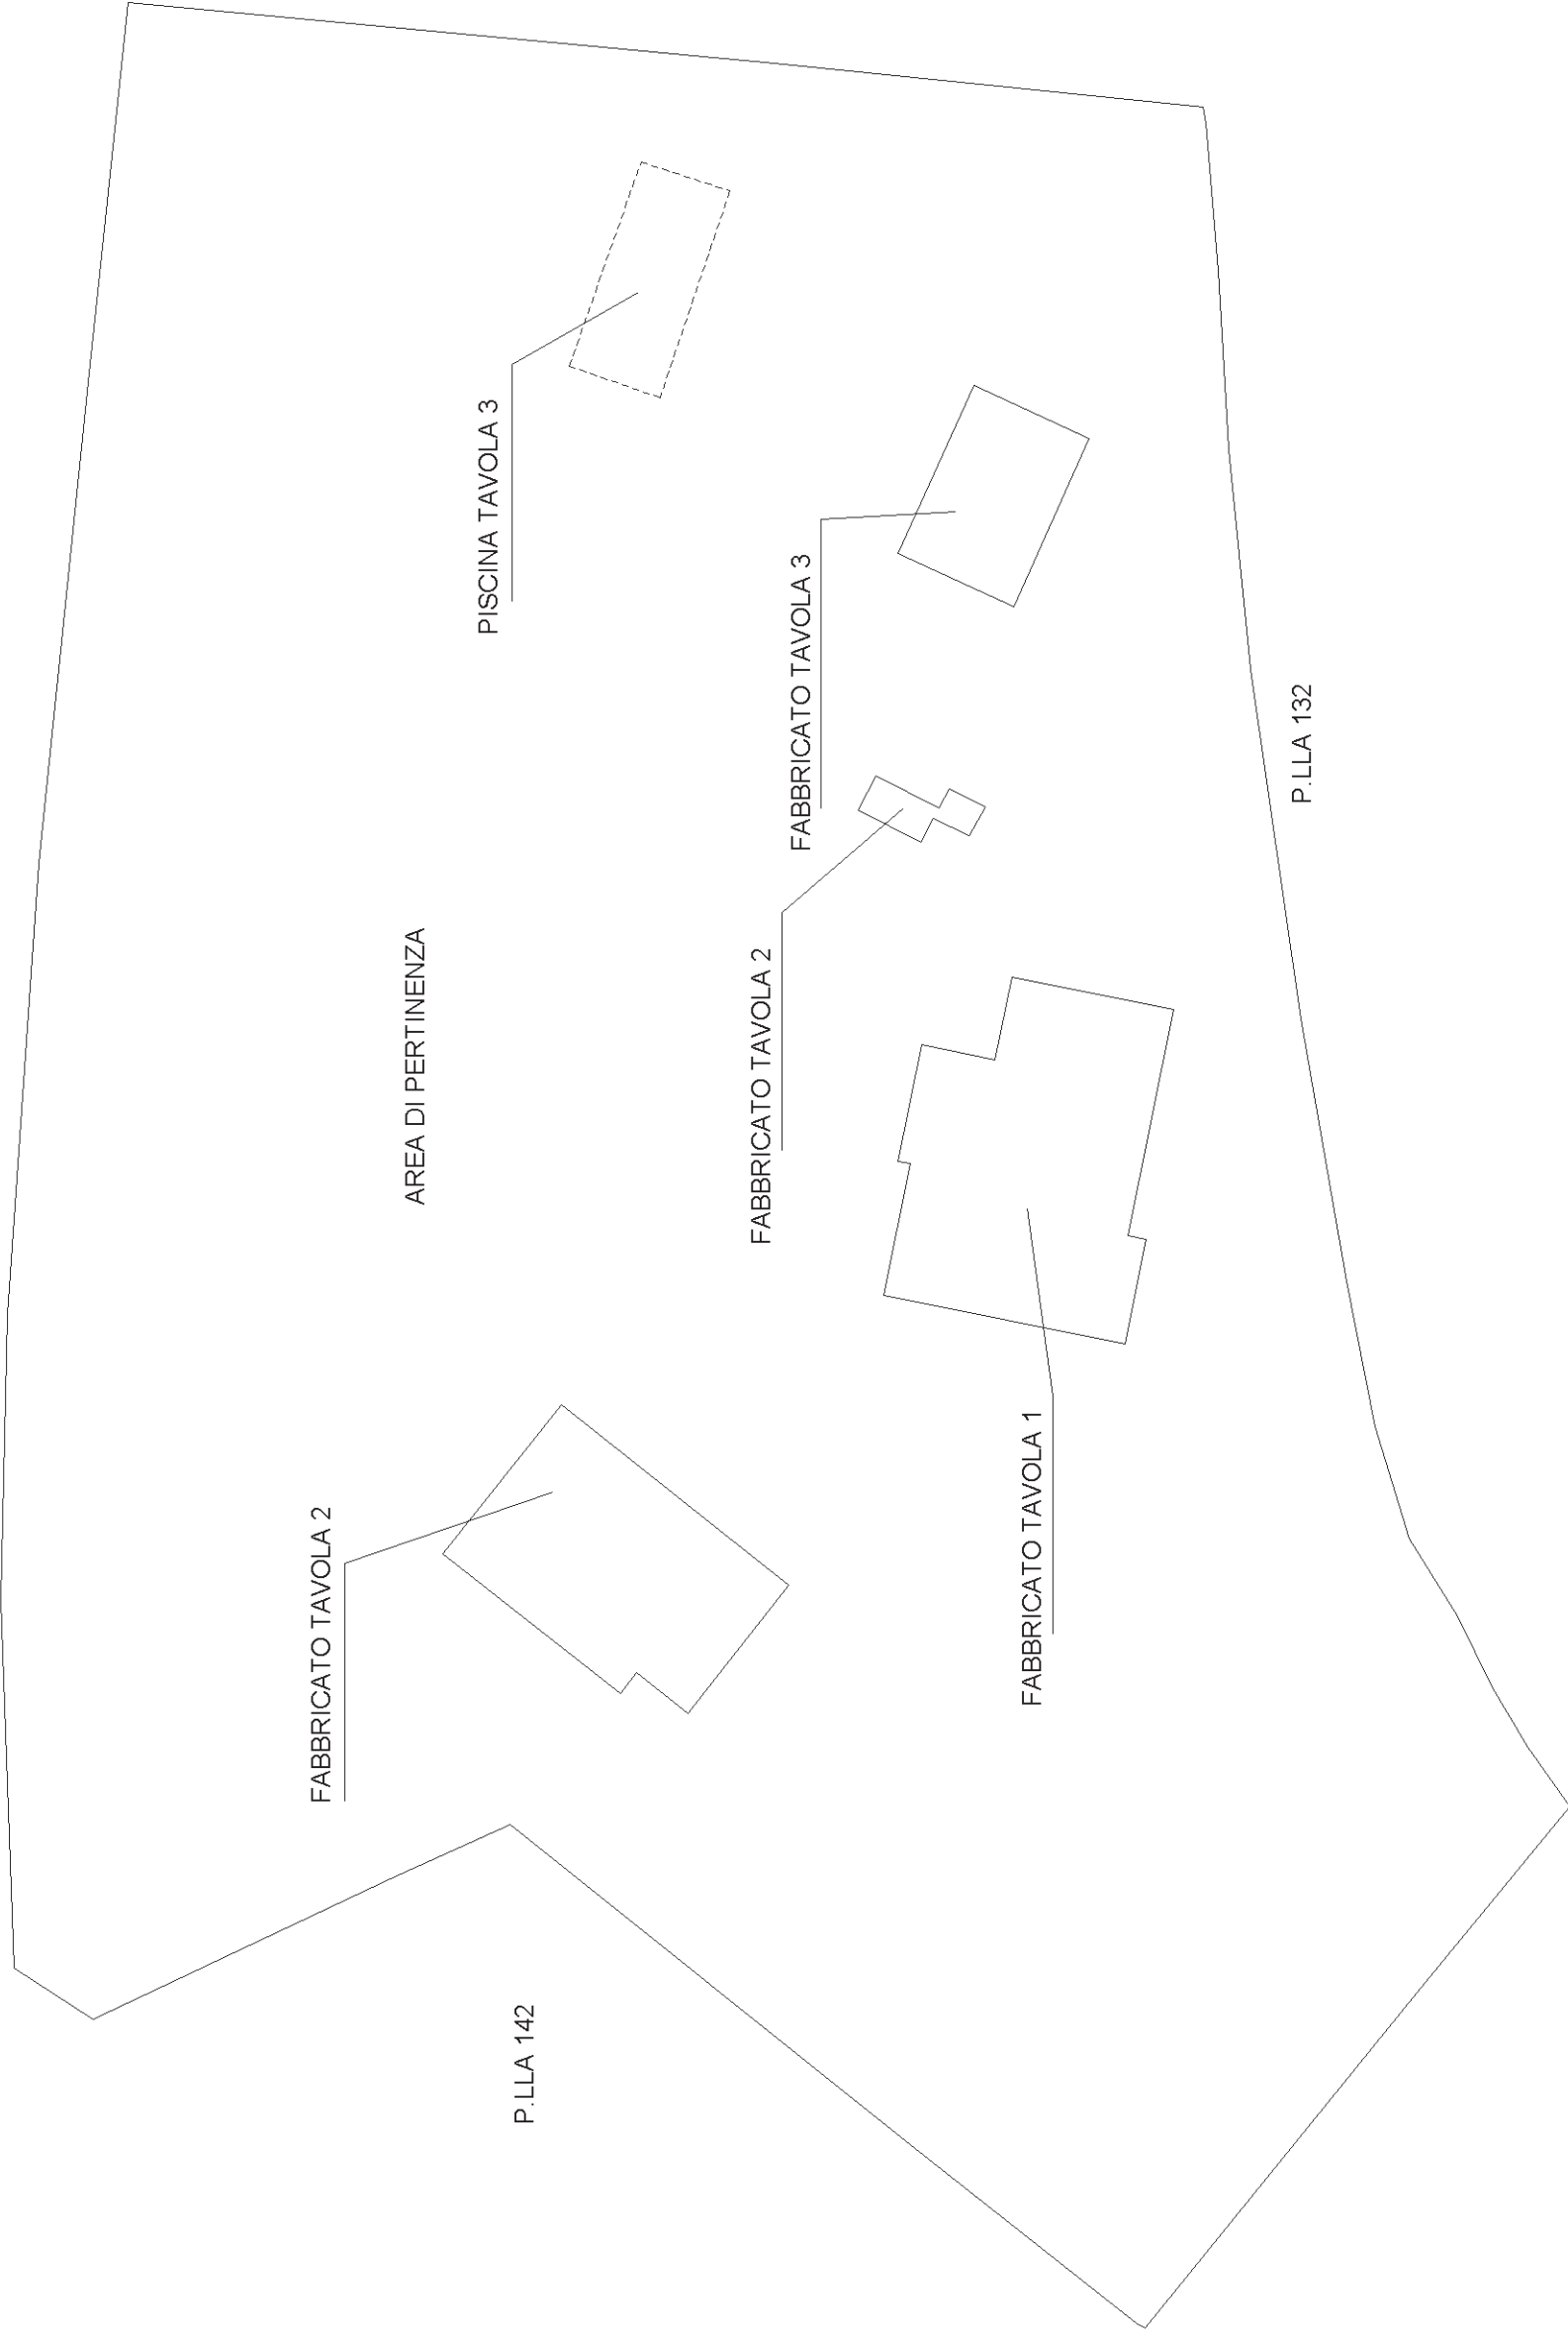 FABBRICATO TAVOLA 2
AREA DI PERTINENZA
PISCINA TAVOLA 3
P.LLA 142
FABBRICATO TAVOLA 2
FABBRICATO TAVOLA 3
FABBRICATO TAVOLA 1
P.LLA 132